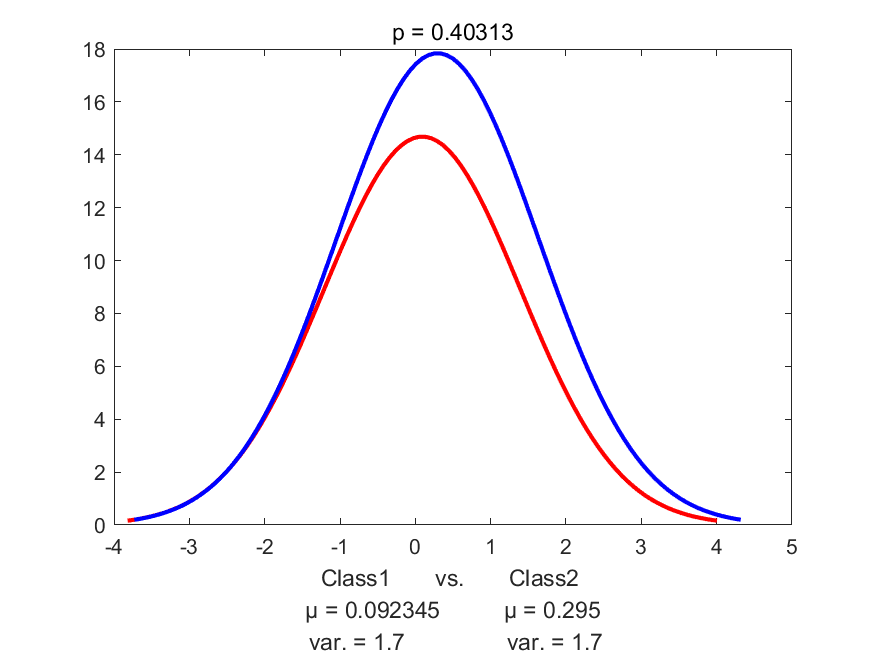 p = 0.40313
18
16
14
12
10
8
6
4
2
0
-4 -3 -2 -1 0 1 2 3 4 5
Class1 vs. Class2
μ = 0.092345 μ = 0.295
var. = 1.7 var. = 1.7